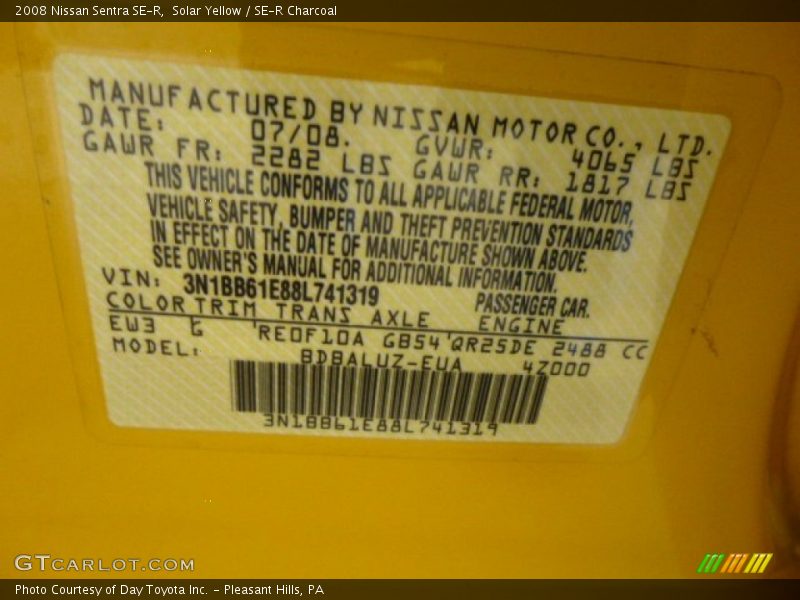 2008 Nissan Sentra SE-R, Solar Yellow / SE-R Charcoal
MANUFACTURED BY NISSAN MOTOR CO., LTD.
DATE: 07/08. GVWR: 4065 LBS
GAWR FR: 2282 LBS GAWR RR: 1817 LBS
THIS VEHICLE CONFORMS TO ALL APPLICABLE FEDERAL MOTOR
VEHICLE SAFETY, BUMPER AND THEFT PREVENTION STANDARDS
IN EFFECT ON THE DATE OF MANUFACTURE SHOWN ABOVE.
SEE OWNER'S MANUAL FOR ADDITIONAL INFORMATION.
VIN: 3N1BB61E88L741319 PASSENGER CAR.
COLOR TRIM TRANS AXLE ENGINE
EW3 G RE0F10A GB54 QR25DE 2488 CC
MODEL: BDBALUZ-EUA 4Z000
3N1BB61E88L741319
GTCARLOT.COM
Photo Courtesy of Day Toyota Inc. - Pleasant Hills, PA